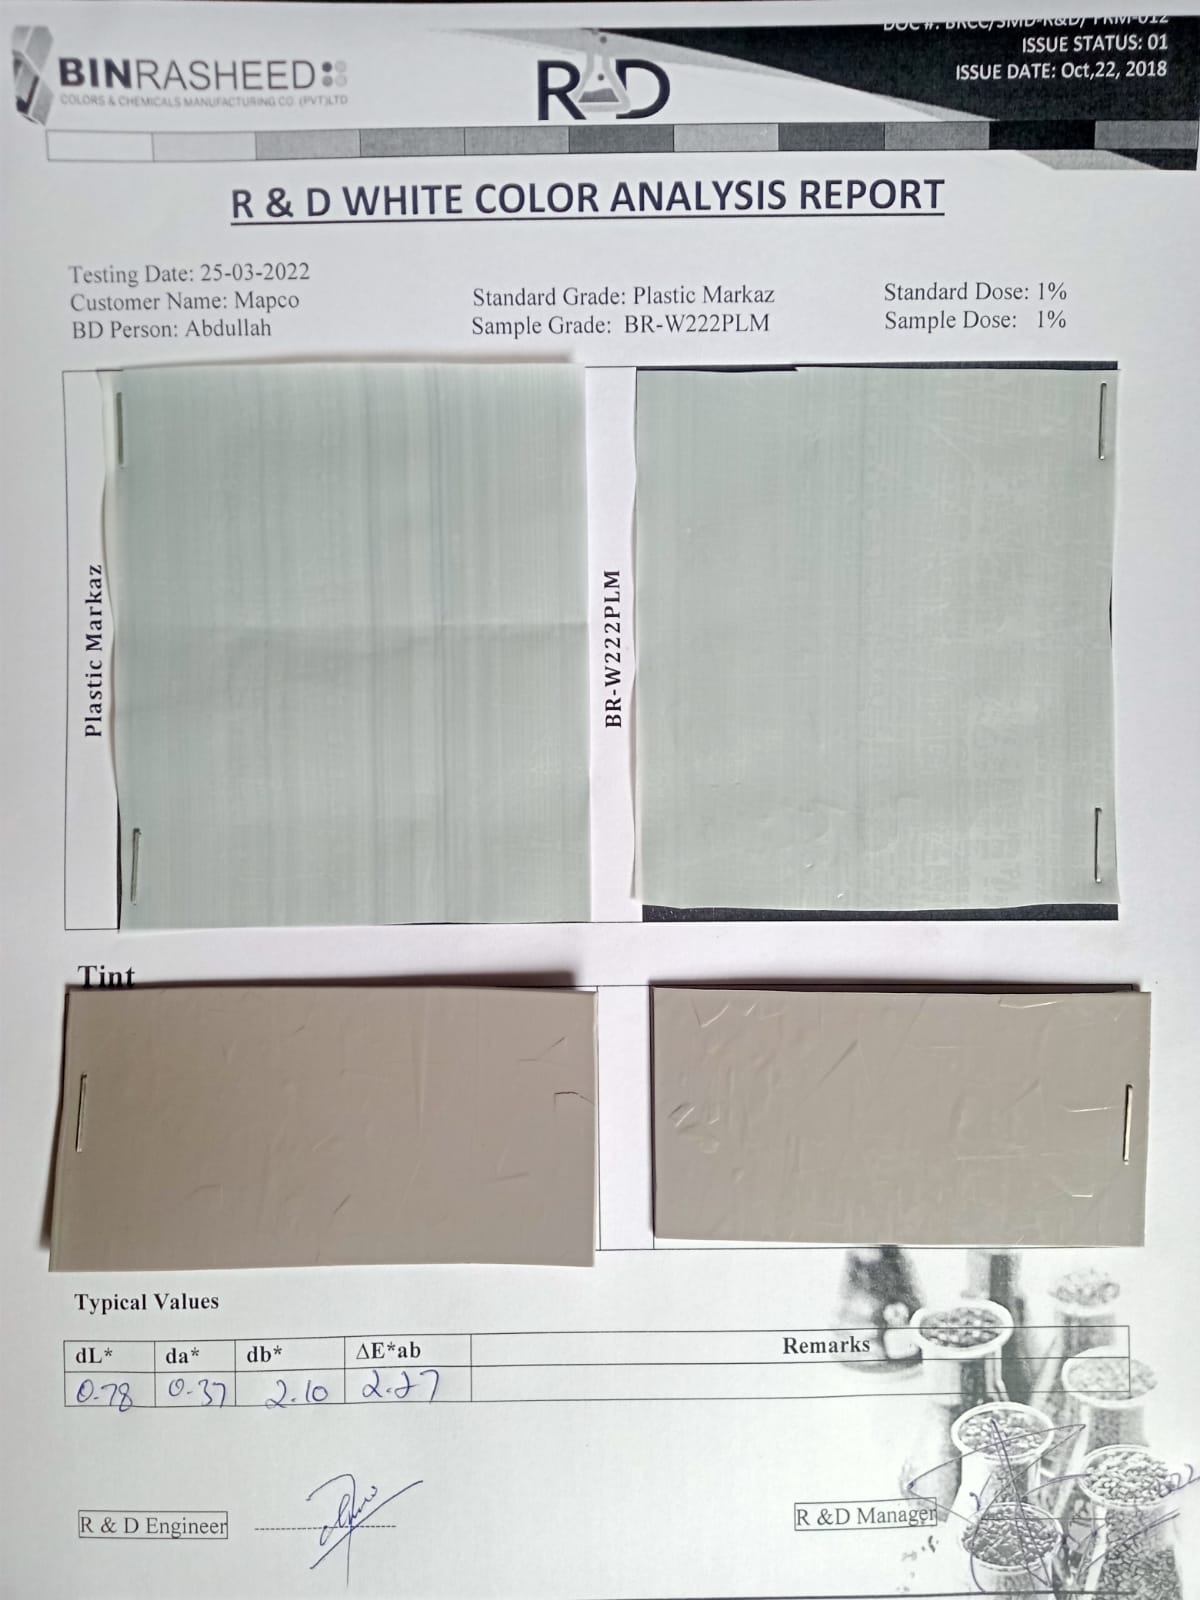 DOC #: BRCC/SMD-R&D/ FRM-012
ISSUE STATUS: 01
ISSUE DATE: Oct,22, 2018
BINRASHEED
COLORS & CHEMICALS MANUFACTURING CO. (PVT)LTD
R D
R & D WHITE COLOR ANALYSIS REPORT
Testing Date: 25-03-2022
Customer Name: Mapco
BD Person: Abdullah
Standard Grade: Plastic Markaz
Sample Grade: BR-W222PLM
Standard Dose: 1%
Sample Dose: 1%
Plastic Markaz
BR-W222PLM
Tint
Typical Values
dL* da* db* ΔE*ab Remarks
0.78 0.37 2.10 2.27
R & D Engineer
R &D Manager